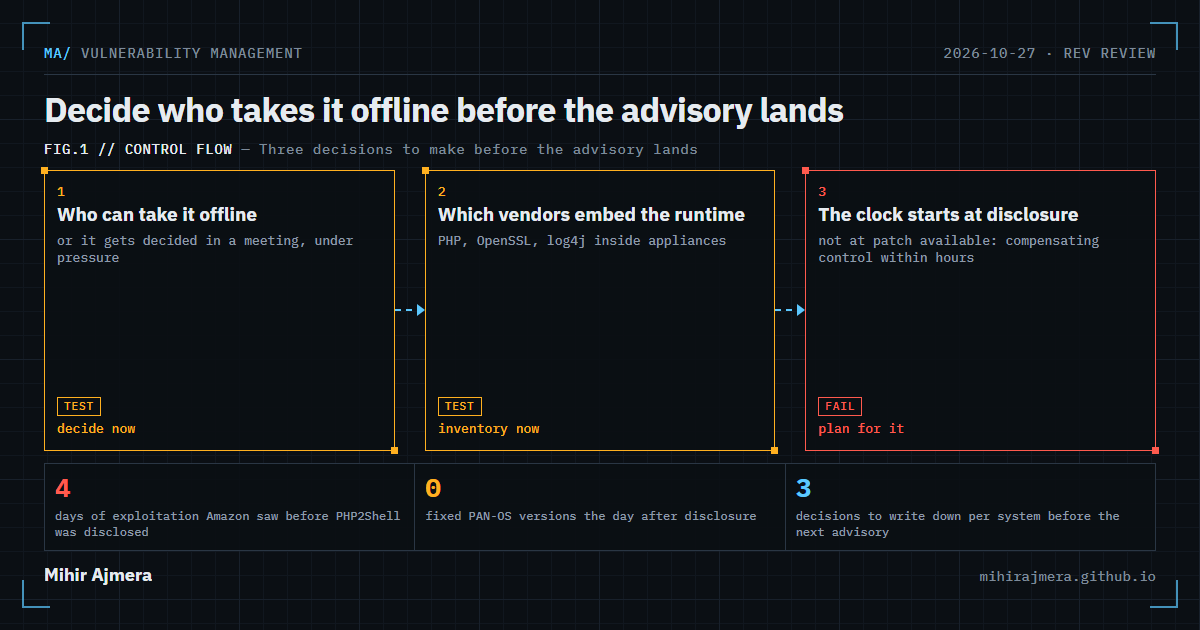 MA/ VULNERABILITY MANAGEMENT
2026-10-27 · REV REVIEW
Decide who takes it offline before the advisory lands
FIG.1 // CONTROL FLOW — Three decisions to make before the advisory lands
1
Who can take it offline
or it gets decided in a meeting, under
pressure
TEST
decide now
2
Which vendors embed the runtime
PHP, OpenSSL, log4j inside appliances
TEST
inventory now
3
The clock starts at disclosure
not at patch available: compensating
control within hours
FAIL
plan for it
4
days of exploitation Amazon saw before PHP2Shell
was disclosed
0
fixed PAN-OS versions the day after disclosure
3
decisions to write down per system before the
next advisory
Mihir Ajmera
mihirajmera.github.io